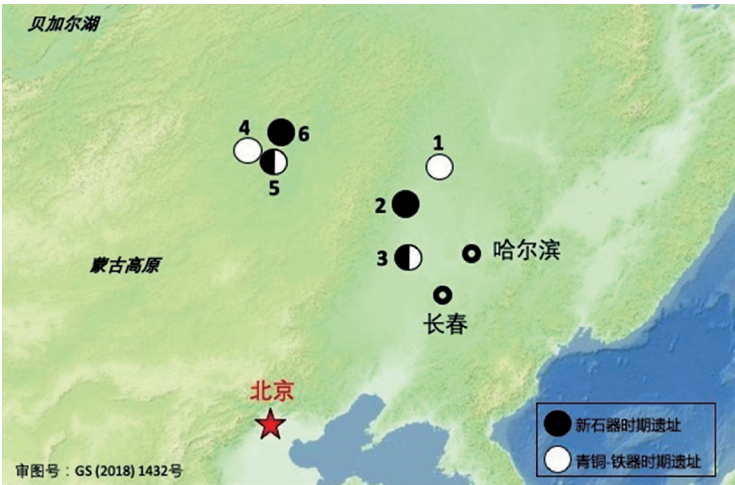 贝加尔湖
4
6
5
1
2
3
哈尔滨
蒙古高原
长春
北京
新石器时期遗址
青铜-铁器时期遗址
审图号：GS (2018) 1432号